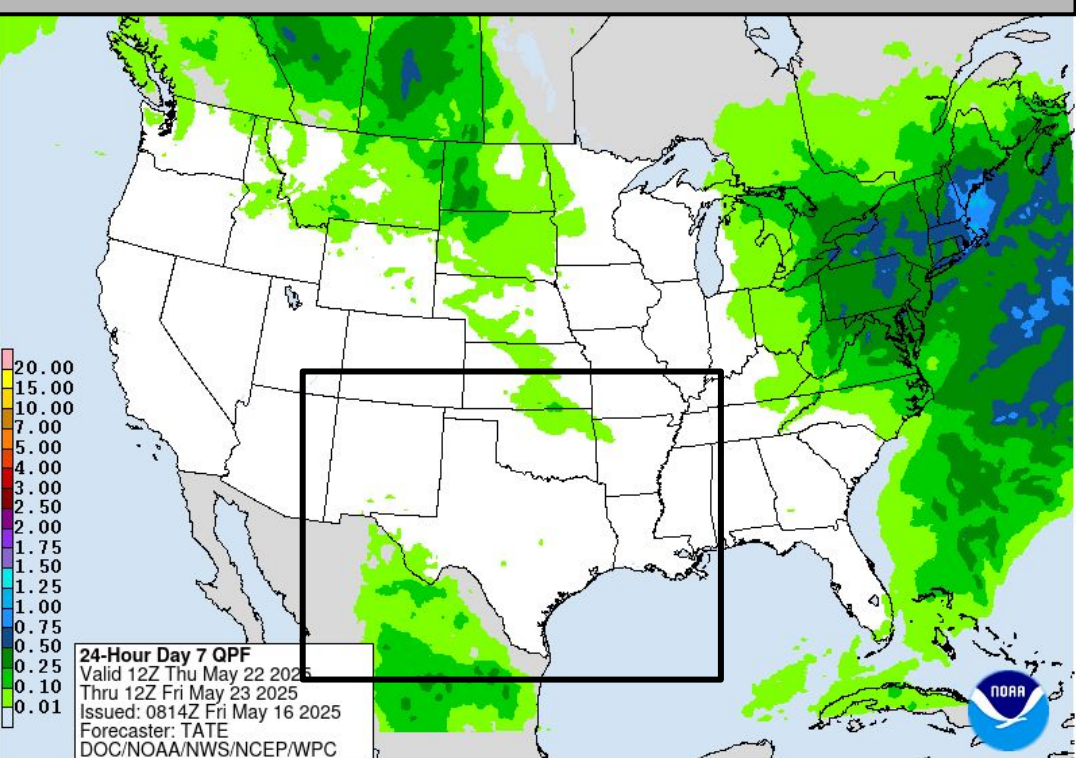 20.00
15.00
10.00
7.00
5.00
4.00
3.00
2.50
2.00
1.75
1.50
1.25
1.00
0.75
0.50
0.25
0.10
0.01
24-Hour Day 7 QPF
Valid 12Z Thu May 22 2025
Thru 12Z Fri May 23 2025
Issued: 0814Z Fri May 16 2025
Forecaster: TATE
DOC/NOAA/NWS/NCEP/WPC
NOAA